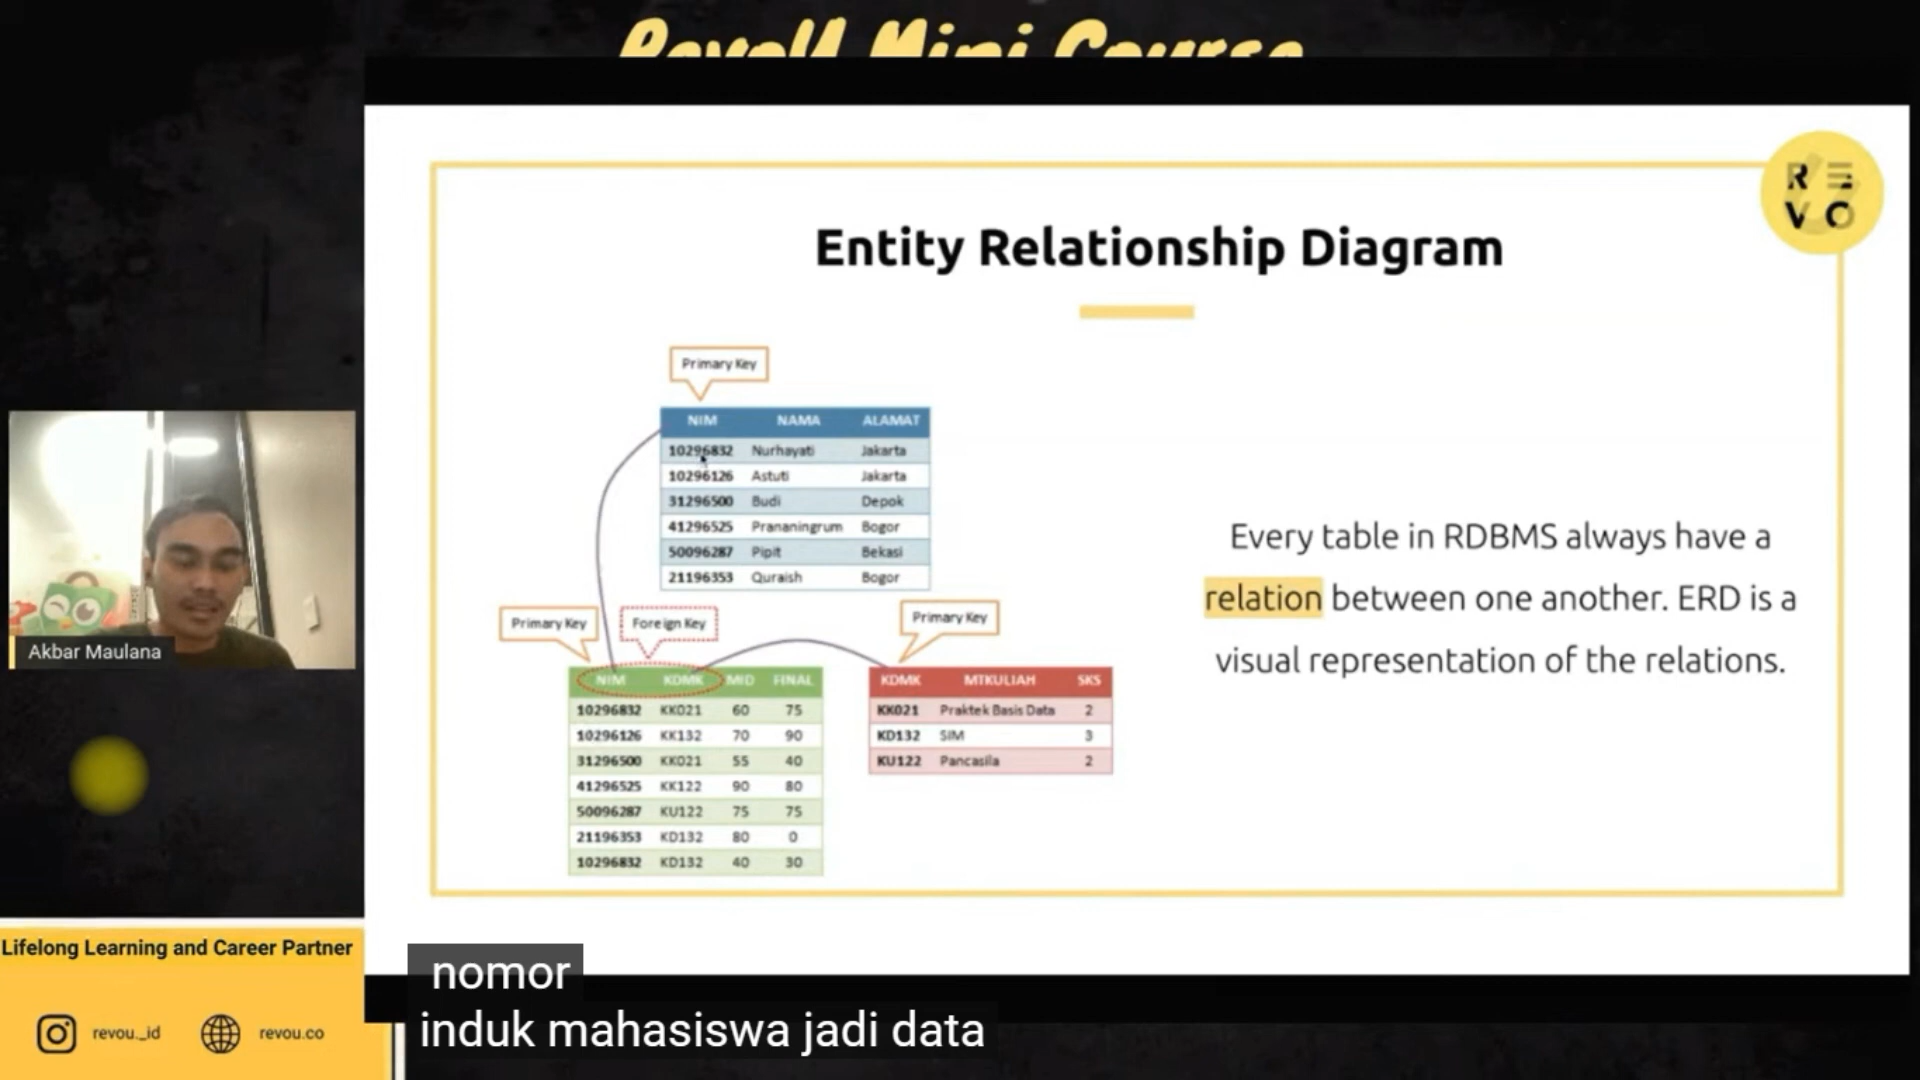 RevoU Mini Course
R E
V O
Entity Relationship Diagram
Primary Key
NIM NAMA ALAMAT
10296832 Nurhayati Jakarta
10296126 Astuti Jakarta
31296500 Budi Depok
41296525 Prananingrum Bogor
50096287 Pipit Bekasi
21196353 Quraish Bogor
Primary Key
Foreign Key
Primary Key
NIM KDMK MID FINAL
10296832 KK021 60 75
10296126 KK132 70 90
31296500 KK021 55 40
41296525 KK122 90 80
50096287 KU122 75 75
21196353 KD132 80 0
10296832 KD132 40 30
KDMK MTKULIAH SKS
KK021 Praktek Basis Data 2
KD132 SIM 3
KU122 Pancasila 2
Every table in RDBMS always have a
relation between one another. ERD is a
visual representation of the relations.
Akbar Maulana
Lifelong Learning and Career Partner
revou_id
revou.co
nomor
induk mahasiswa jadi data